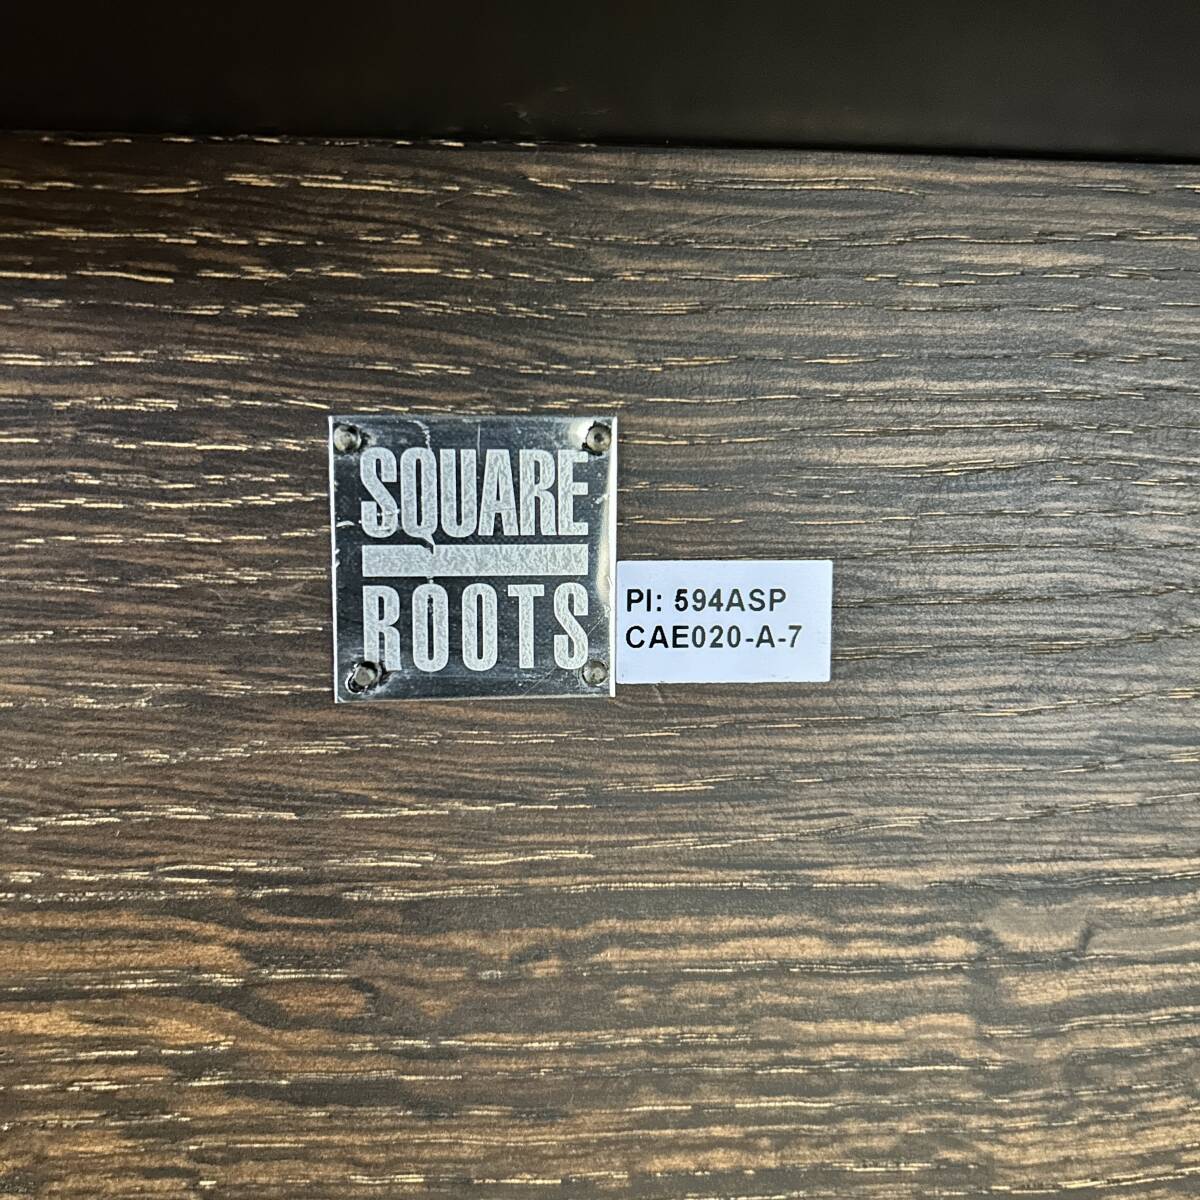 SQUARE
ROOTS
PI: 594ASP
CAE020-A-7